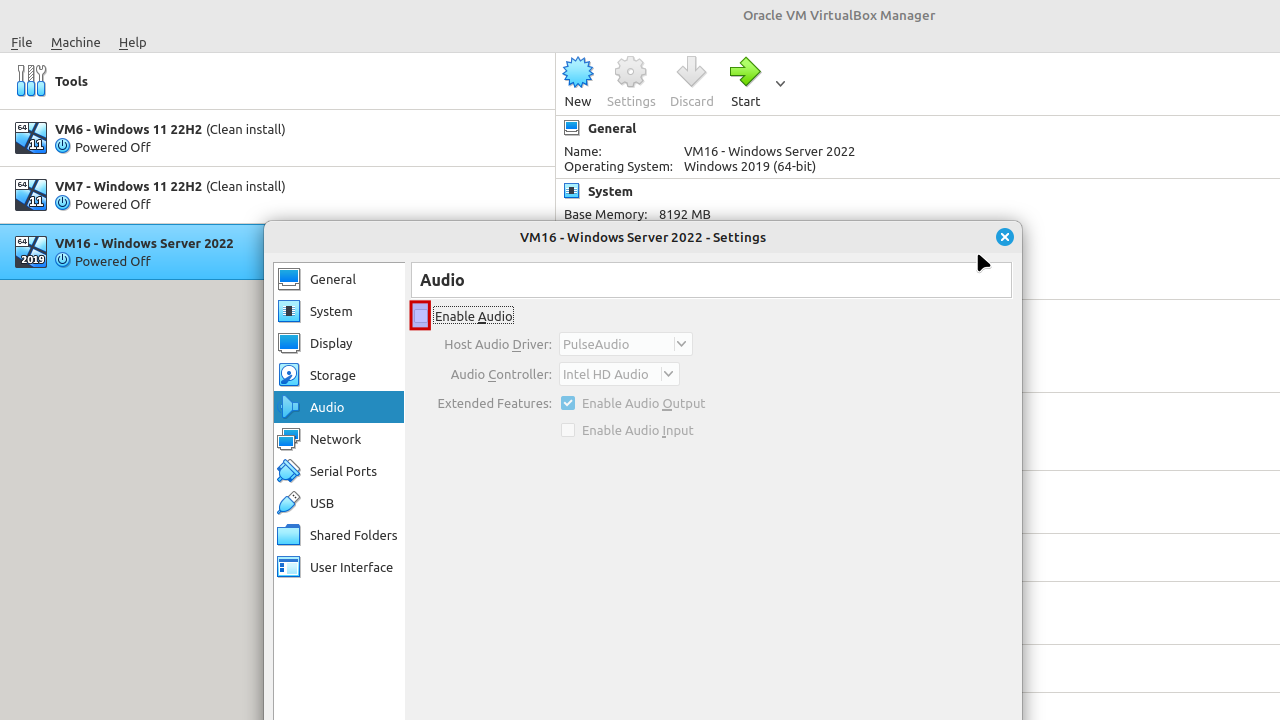 Oracle VM VirtualBox Manager
File Machine Help
Tools
New Settings Discard Start
General
64
11
VM6 - Windows 11 22H2 (Clean install)
Powered Off
Name: VM16 - Windows Server 2022
Operating System: Windows 2019 (64-bit)
64
11
VM7 - Windows 11 22H2 (Clean install)
Powered Off
System
Base Memory: 8192 MB
64
2019
VM16 - Windows Server 2022
Powered Off
VM16 - Windows Server 2022 - Settings
General
System
Display
Storage
Audio
Network
Serial Ports
USB
Shared Folders
User Interface
Audio
Enable Audio
Host Audio Driver: PulseAudio
Audio Controller: Intel HD Audio
Extended Features: Enable Audio Output
Enable Audio Input